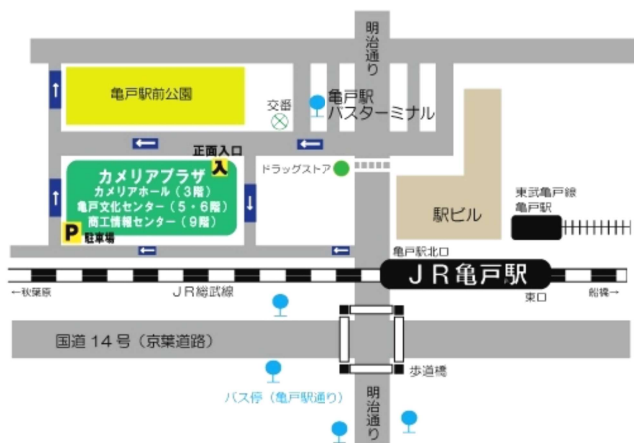 明治通り
亀戸駅前公園
交番
亀戸駅
バスターミナル
正面入口
入
ドラッグストア
カメリアプラザ
カメリアホール（3階）
亀戸文化センター（5・6階）
商工情報センター（9階）
P 駐車場
駅ビル
東武亀戸線
亀戸駅
亀戸駅北口
JR亀戸駅
←秋葉原
JR総武線
東口
船橋→
国道14号（京葉道路）
歩道橋
バス停（亀戸駅通り）
明治通り